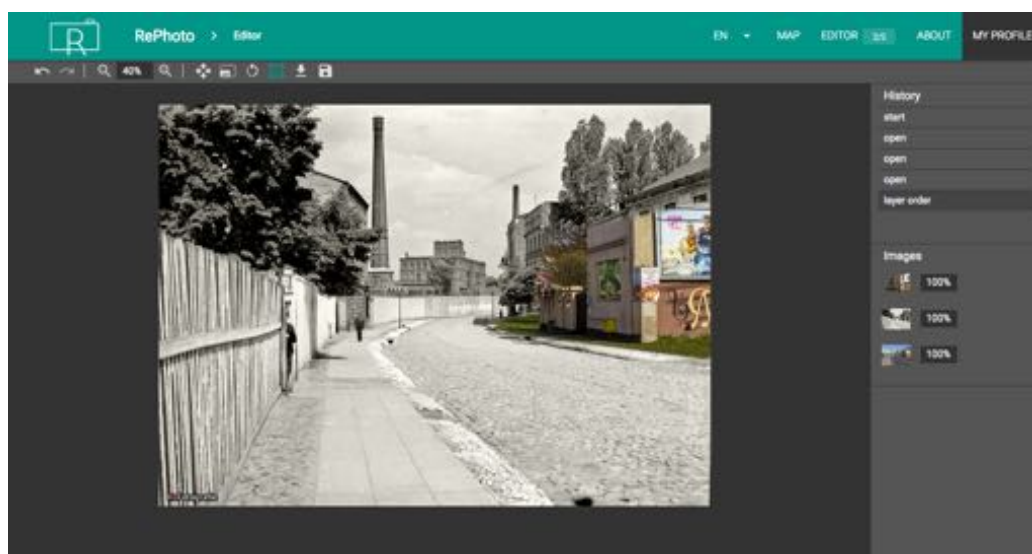 R
RePhoto > Editor
EN MAP EDITOR ABOUT MY PROFILE
40%
History
start
open
open
open
layer order
Images
100%
100%
100%